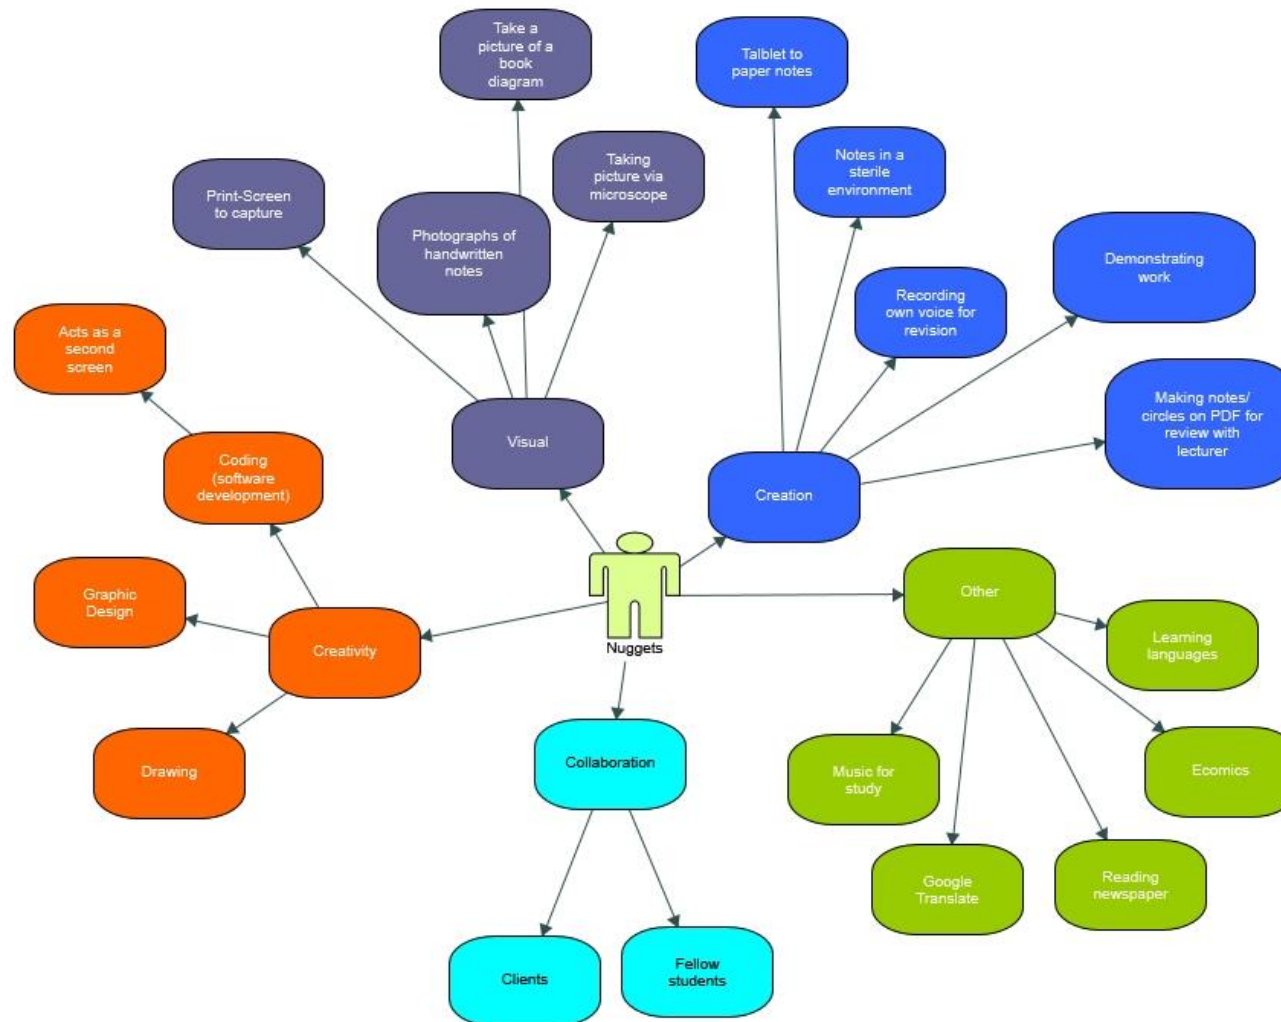 Take a
picture of a
book
diagram
Talblet to
paper notes
Taking
picture via
microscope
Notes in a
sterile
environment
Print-Screen
to capture
Photographs of
handwritten
notes
Demonstrating
work
Recording
own voice for
revision
Acts as a
second
screen
Making notes/
circles on PDF for
review with
lecturer
Visual
Coding
(software
development)
Creation
Graphic
Design
Other
Creativity
Nuggets
Learning
languages
Drawing
Collaboration
Music for
study
Ecomics
Google
Translate
Reading
newspaper
Clients
Fellow
students